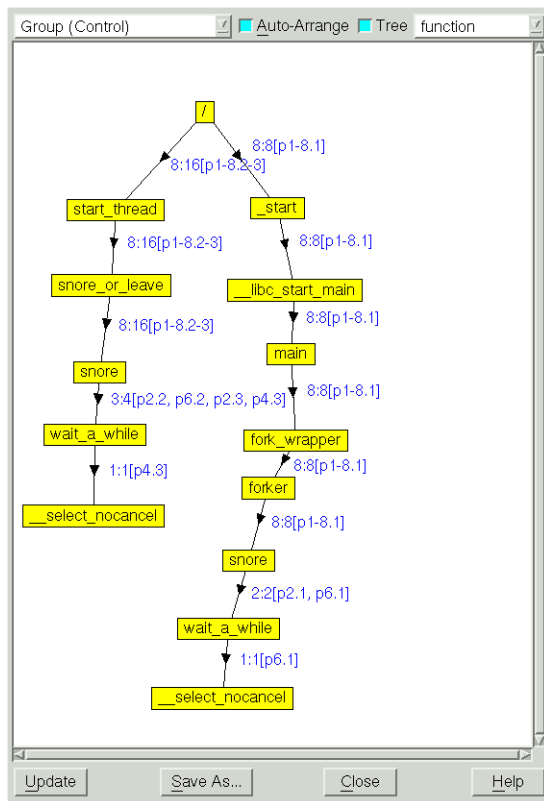 Group (Control) Auto-Arrange Tree function
/
8:8[p1-8.1]
8:16[p1-8.2-3]
start_thread _start
8:16[p1-8.2-3] 8:8[p1-8.1]
snore_or_leave __libc_start_main
8:16[p1-8.2-3] 8:8[p1-8.1]
main
snore
8:8[p1-8.1]
3:4[p2.2, p6.2, p2.3, p4.3]
wait_a_while fork_wrapper
1:1[p4.3] 8:8[p1-8.1]
forker
__select_nocancel 8:8[p1-8.1]
snore
2:2[p2.1, p6.1]
wait_a_while
1:1[p6.1]
__select_nocancel
Update Save As... Close Help